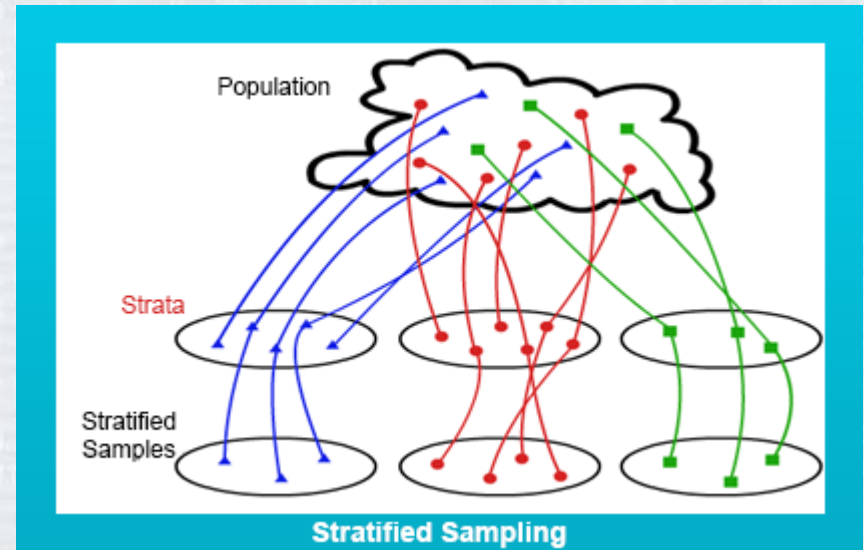 Population
Strata
Stratified
Samples
Stratified Sampling